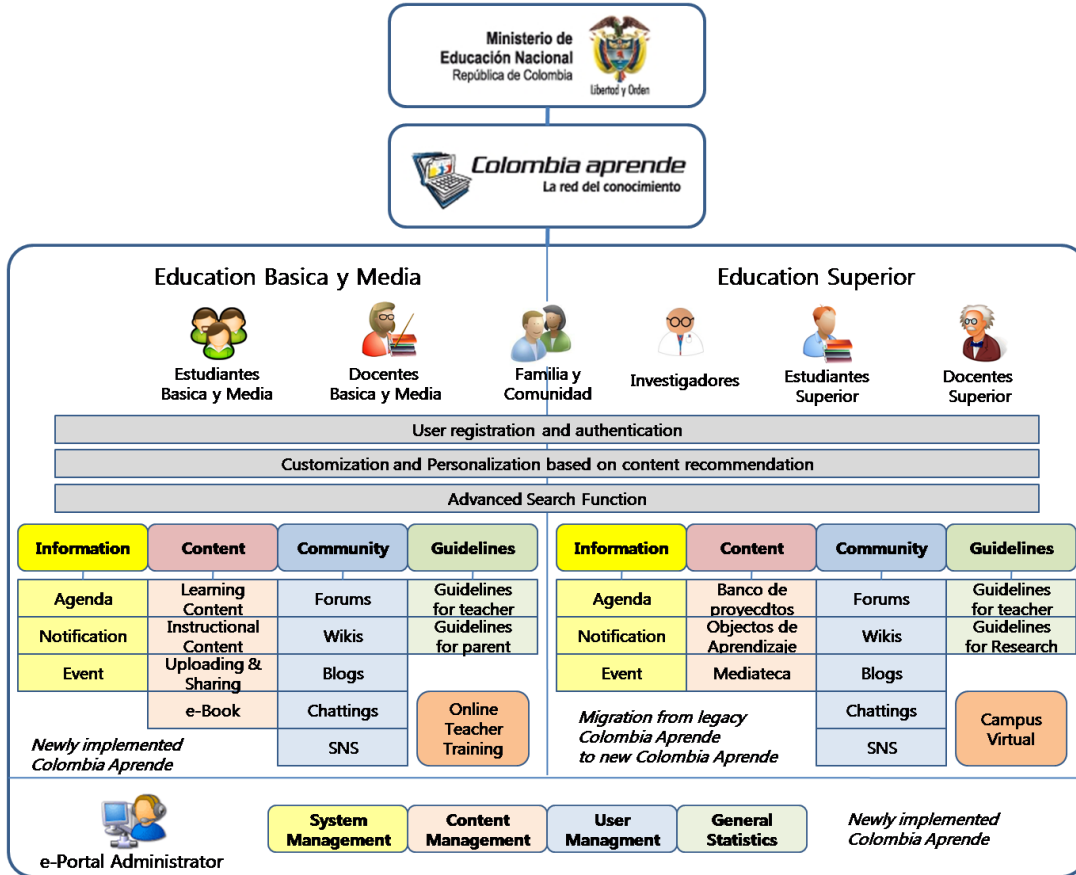 Ministerio de
Educación Nacional
República de Colombia
Libertad y Orden
Colombia aprende
La red del conocimiento
Education Basica y Media
Education Superior
Estudiantes
Basica y Media
Docentes
Basica y Media
Familia y
Comunidad
Investigadores
Estudiantes
Superior
Docentes
Superior
User registration and authentication
Customization and Personalization based on content recommendation
Advanced Search Function
Information
Content
Community
Guidelines
Agenda
Learning
Content
Forums
Guidelines
for teacher
Notification
Instructional
Content
Wikis
Guidelines
for parent
Event
Uploading &
Sharing
Blogs
e-Book
Chattings
SNS
Online
Teacher
Training
Newly implemented
Colombia Aprende
Information
Content
Community
Guidelines
Agenda
Banco de
proyecdtos
Forums
Guidelines
for teacher
Notification
Objectos de
Aprendizaje
Wikis
Guidelines
for Research
Event
Mediateca
Blogs
Chattings
SNS
Migration from legacy
Colombia Aprende
to new Colombia Aprende
Campus
Virtual
e-Portal Administrator
System
Management
Content
Management
User
Managment
General
Statistics
Newly implemented
Colombia Aprende